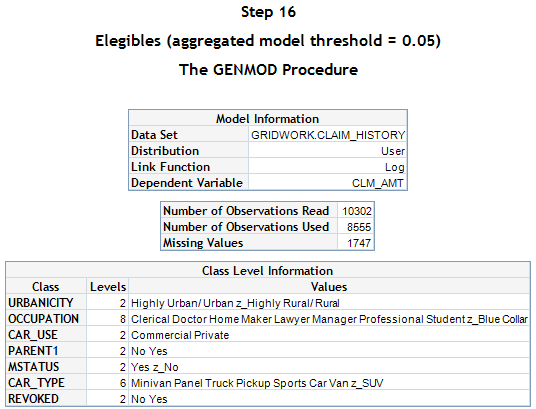 Step 16
Elegibles (aggregated model threshold = 0.05)
The GENMOD Procedure
Model Information
Data Set GRIDWORK.CLAIM_HISTORY
Distribution User
Link Function Log
Dependent Variable CLM_AMT
Number of Observations Read 10302
Number of Observations Used 8555
Missing Values 1747
Class Level Information
Class Levels Values
URBANICITY 2 Highly Urban/ Urban z_Highly Rural/ Rural
OCCUPATION 8 Clerical Doctor Home Maker Lawyer Manager Professional Student z_Blue Collar
CAR_USE 2 Commercial Private
PARENT1 2 No Yes
MSTATUS 2 Yes z_No
CAR_TYPE 6 Minivan Panel Truck Pickup Sports Car Van z_SUV
REVOKED 2 No Yes